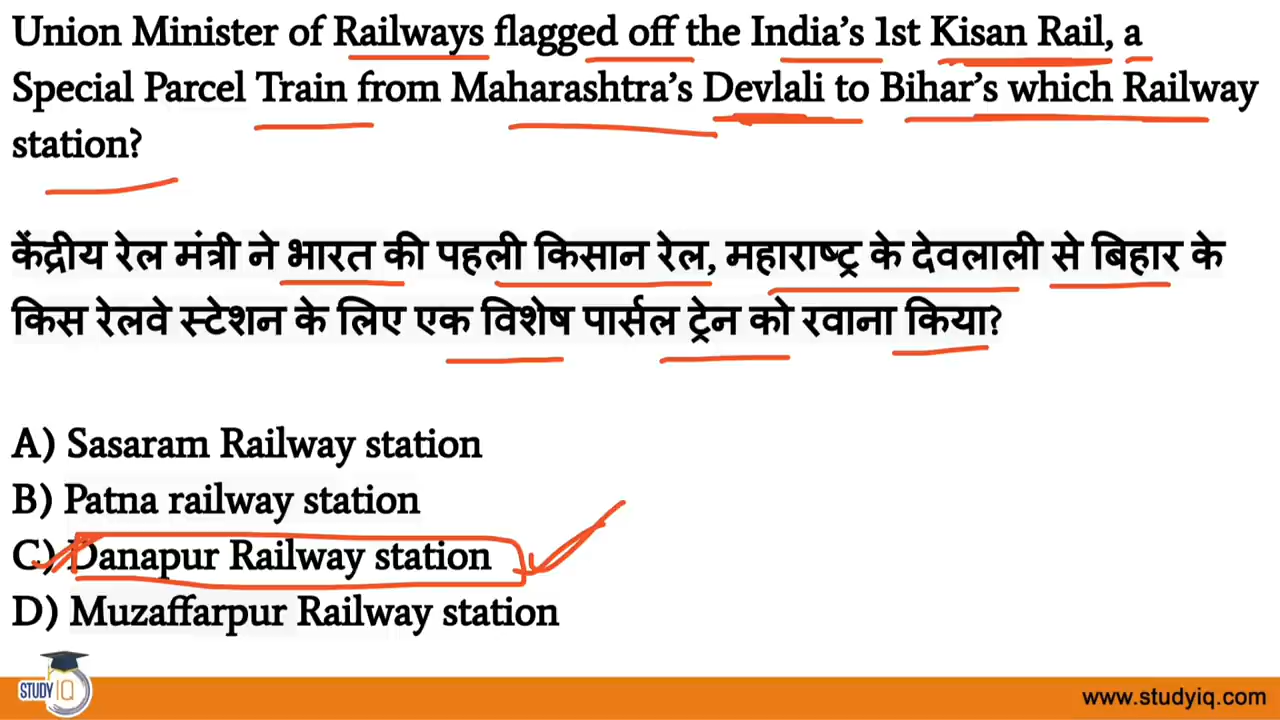 Union Minister of Railways flagged off the India's 1st Kisan Rail, a
Special Parcel Train from Maharashtra's Devlali to Bihar's which Railway
station?
केंद्रीय रेल मंत्री ने भारत की पहली किसान रेल, महाराष्ट्र के देवलाली से बिहार के
किस रेलवे स्टेशन के लिए एक विशेष पार्सल ट्रेन को रवाना किया?
A) Sasaram Railway station
B) Patna railway station
C) Danapur Railway station
D) Muzaffarpur Railway station
STUDY IQ
www.studyiq.com